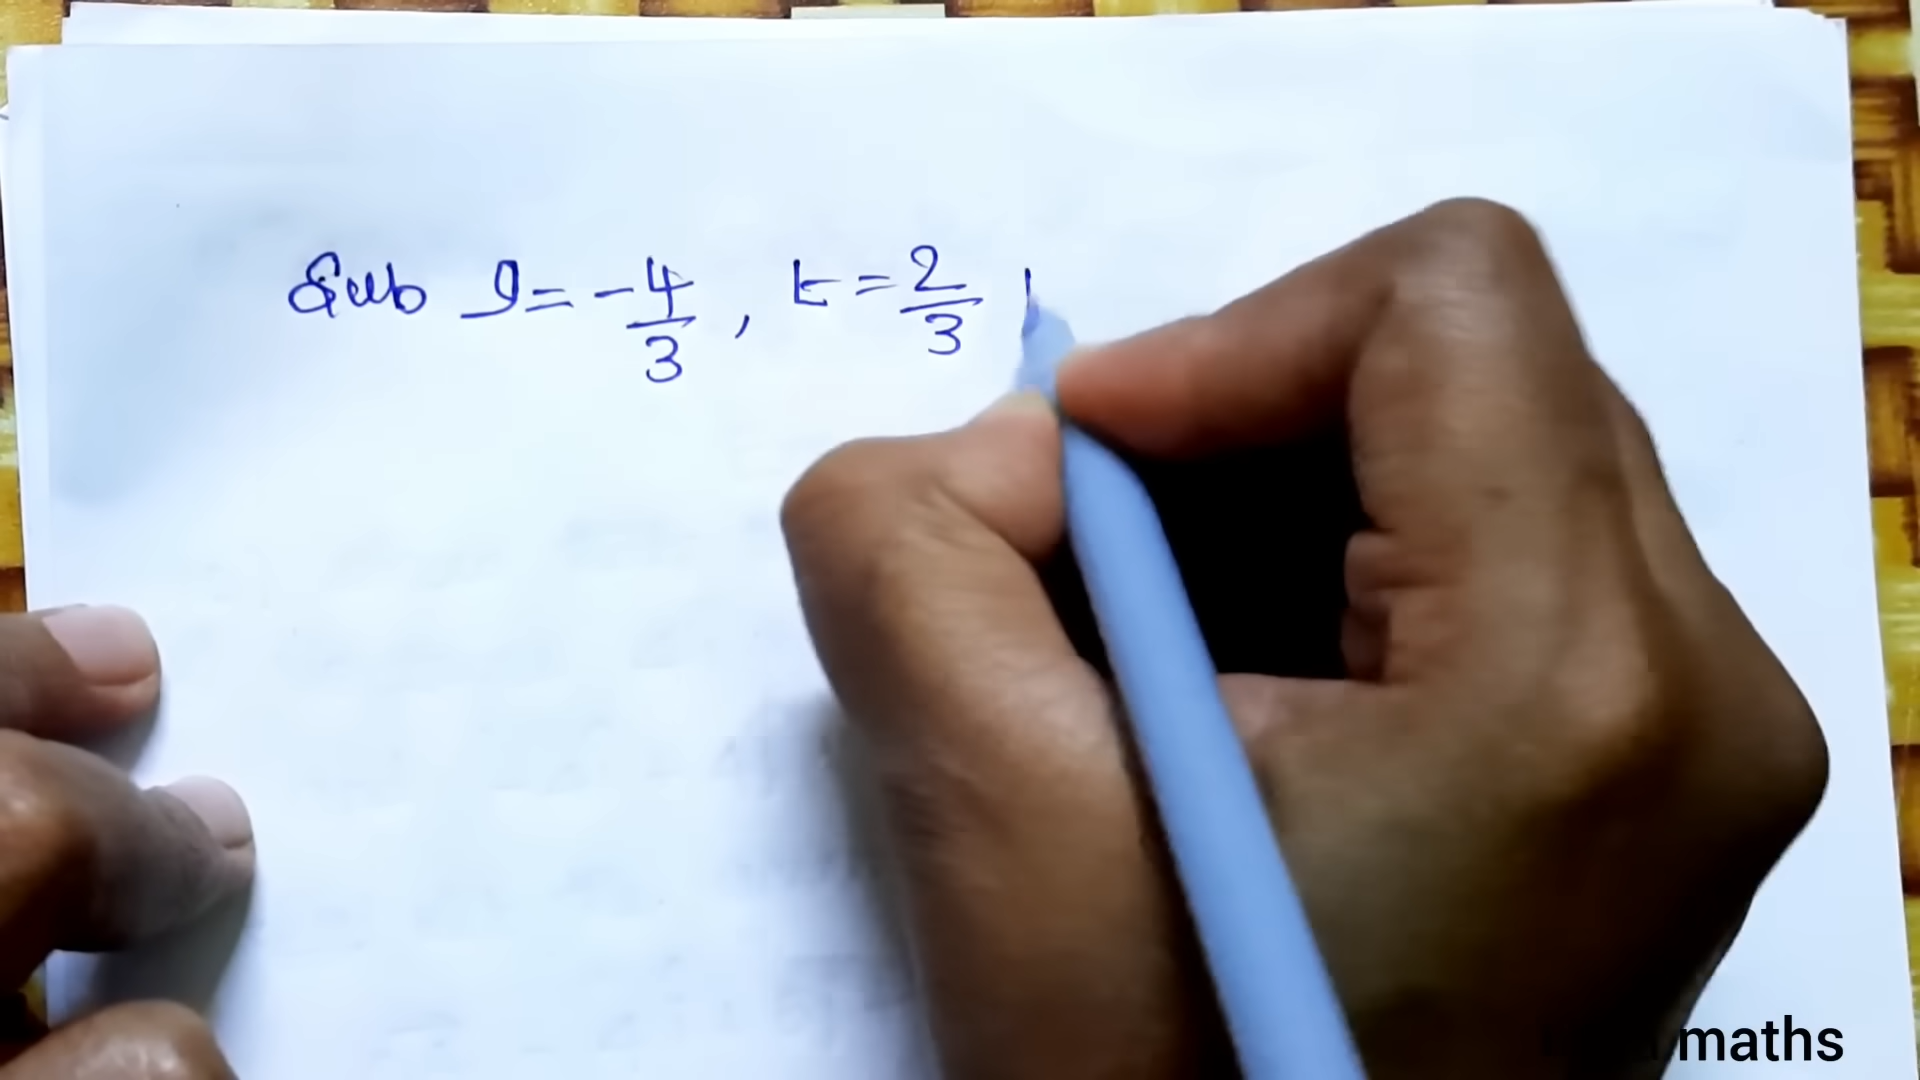 Sub s = -4/3, t = 2/3
maths